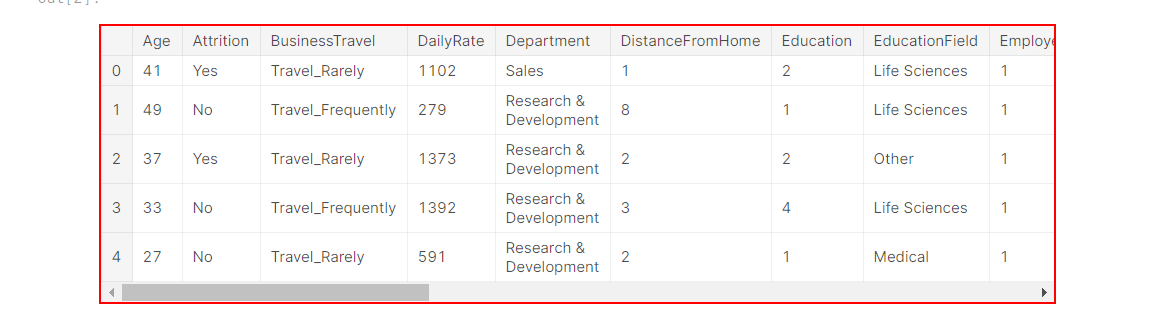 Age Attrition BusinessTravel DailyRate Department DistanceFromHome Education EducationField Employe
0 41 Yes Travel_Rarely 1102 Sales 1 2 Life Sciences 1
1 49 No Travel_Frequently 279 Research & Development 8 1 Life Sciences 1
2 37 Yes Travel_Rarely 1373 Research & Development 2 2 Other 1
3 33 No Travel_Frequently 1392 Research & Development 3 4 Life Sciences 1
4 27 No Travel_Rarely 591 Research & Development 2 1 Medical 1